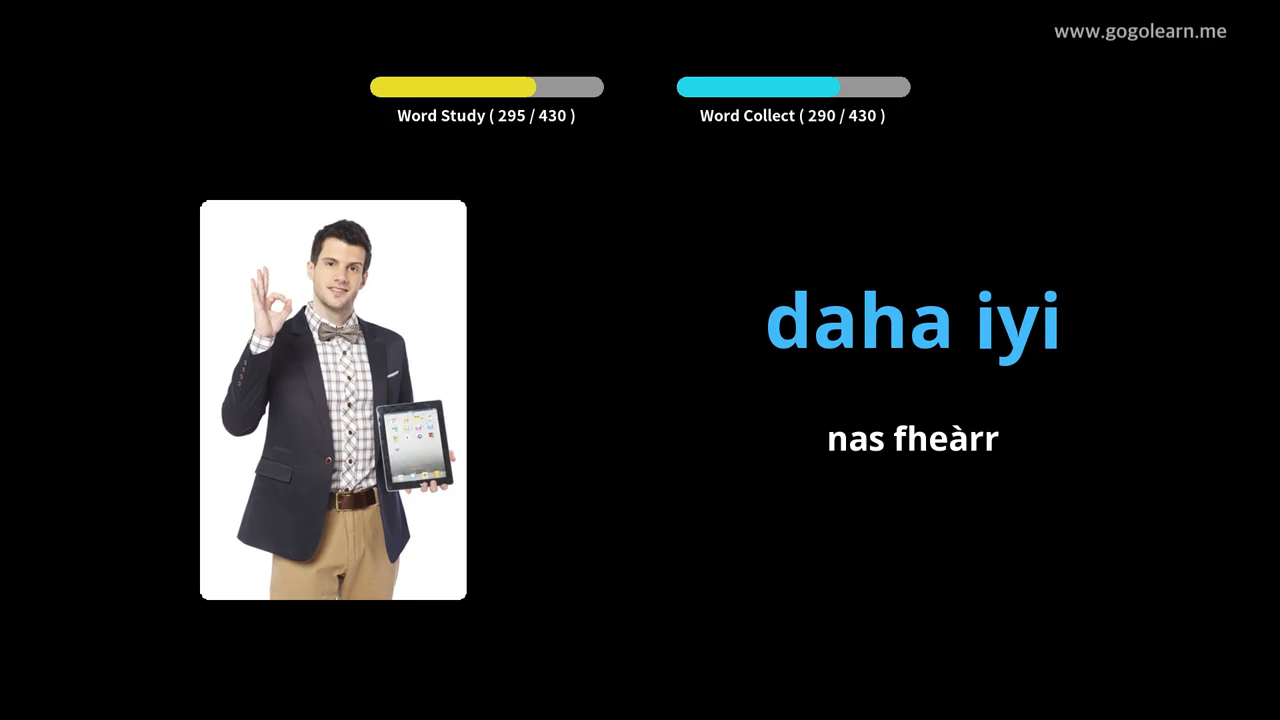 www.gogolearn.me
Word Study ( 295 / 430 )
Word Collect ( 290 / 430 )
daha iyi
nas fheàrr